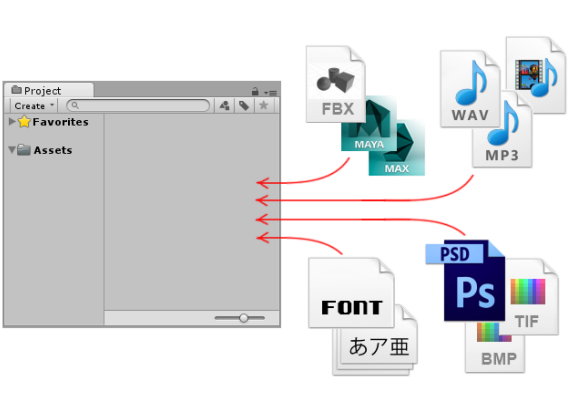 Project
Create
Favorites
Assets
FBX
MAYA
MAX
WAV
MP3
FONT
あア亜
PSD
Ps
TIF
BMP